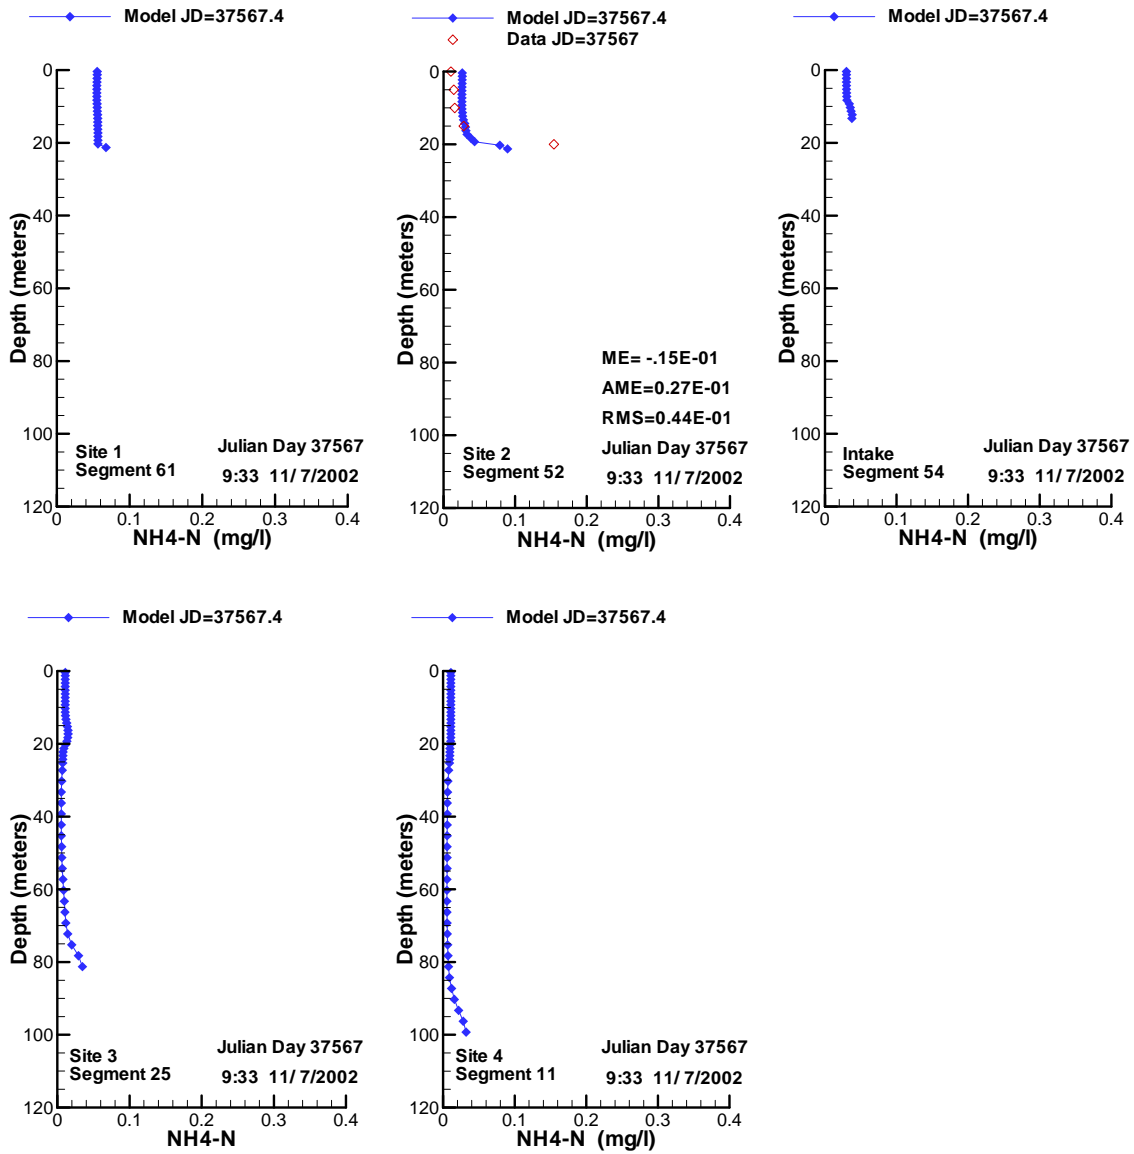 Model JD=37567.4
0
20
40
60
80
100
120
Depth (meters)
Site 1
Segment 61
Julian Day 37567
9:33 11/ 7/2002
0 0.1 0.2 0.3 0.4
NH4-N (mg/l)
Model JD=37567.4
Data JD=37567
0
20
40
60
80
100
120
Depth (meters)
ME= -.15E-01
AME=0.27E-01
RMS=0.44E-01
Site 2
Segment 52
Julian Day 37567
9:33 11/ 7/2002
0 0.1 0.2 0.3 0.4
NH4-N (mg/l)
Model JD=37567.4
0
20
40
60
80
100
120
Depth (meters)
Intake
Segment 54
Julian Day 37567
9:33 11/ 7/2002
0 0.1 0.2 0.3 0.4
NH4-N (mg/l)
Model JD=37567.4
0
20
40
60
80
100
120
Depth (meters)
Site 3
Segment 25
Julian Day 37567
9:33 11/ 7/2002
0 0.1 0.2 0.3 0.4
NH4-N
Model JD=37567.4
0
20
40
60
80
100
120
Depth (meters)
Site 4
Segment 11
Julian Day 37567
9:33 11/ 7/2002
0 0.1 0.2 0.3 0.4
NH4-N (mg/l)